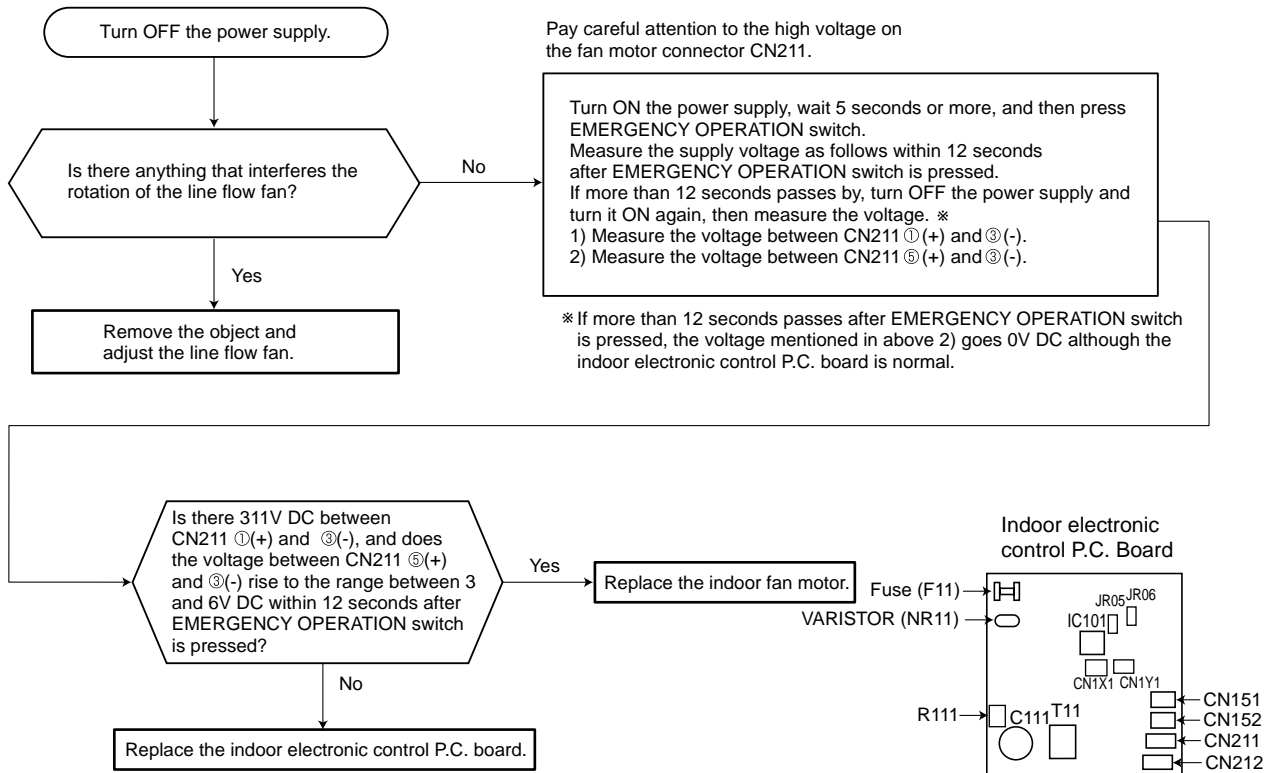 Turn OFF the power supply.
Pay careful attention to the high voltage on
the fan motor connector CN211.
Is there anything that interferes the
rotation of the line flow fan?
No
Turn ON the power supply, wait 5 seconds or more, and then press
EMERGENCY OPERATION switch.
Measure the supply voltage as follows within 12 seconds
after EMERGENCY OPERATION switch is pressed.
If more than 12 seconds passes by, turn OFF the power supply and
turn it ON again, then measure the voltage. ※
1) Measure the voltage between CN211 ①(+) and ③(-).
2) Measure the voltage between CN211 ⑤(+) and ③(-).
Yes
Remove the object and
adjust the line flow fan.
※ If more than 12 seconds passes after EMERGENCY OPERATION switch
is pressed, the voltage mentioned in above 2) goes 0V DC although the
indoor electronic control P.C. board is normal.
Is there 311V DC between
CN211 ①(+) and ③(-), and does
the voltage between CN211 ⑤(+)
and ③(-) rise to the range between 3
and 6V DC within 12 seconds after
EMERGENCY OPERATION switch
is pressed?
Yes
Replace the indoor fan motor.
No
Replace the indoor electronic control P.C. board.
Indoor electronic
control P.C. Board
Fuse (F11)
VARISTOR (NR11)
JR05 JR06
IC101
CN1X1 CN1Y1
R111
C111 T11
CN151
CN152
CN211
CN212